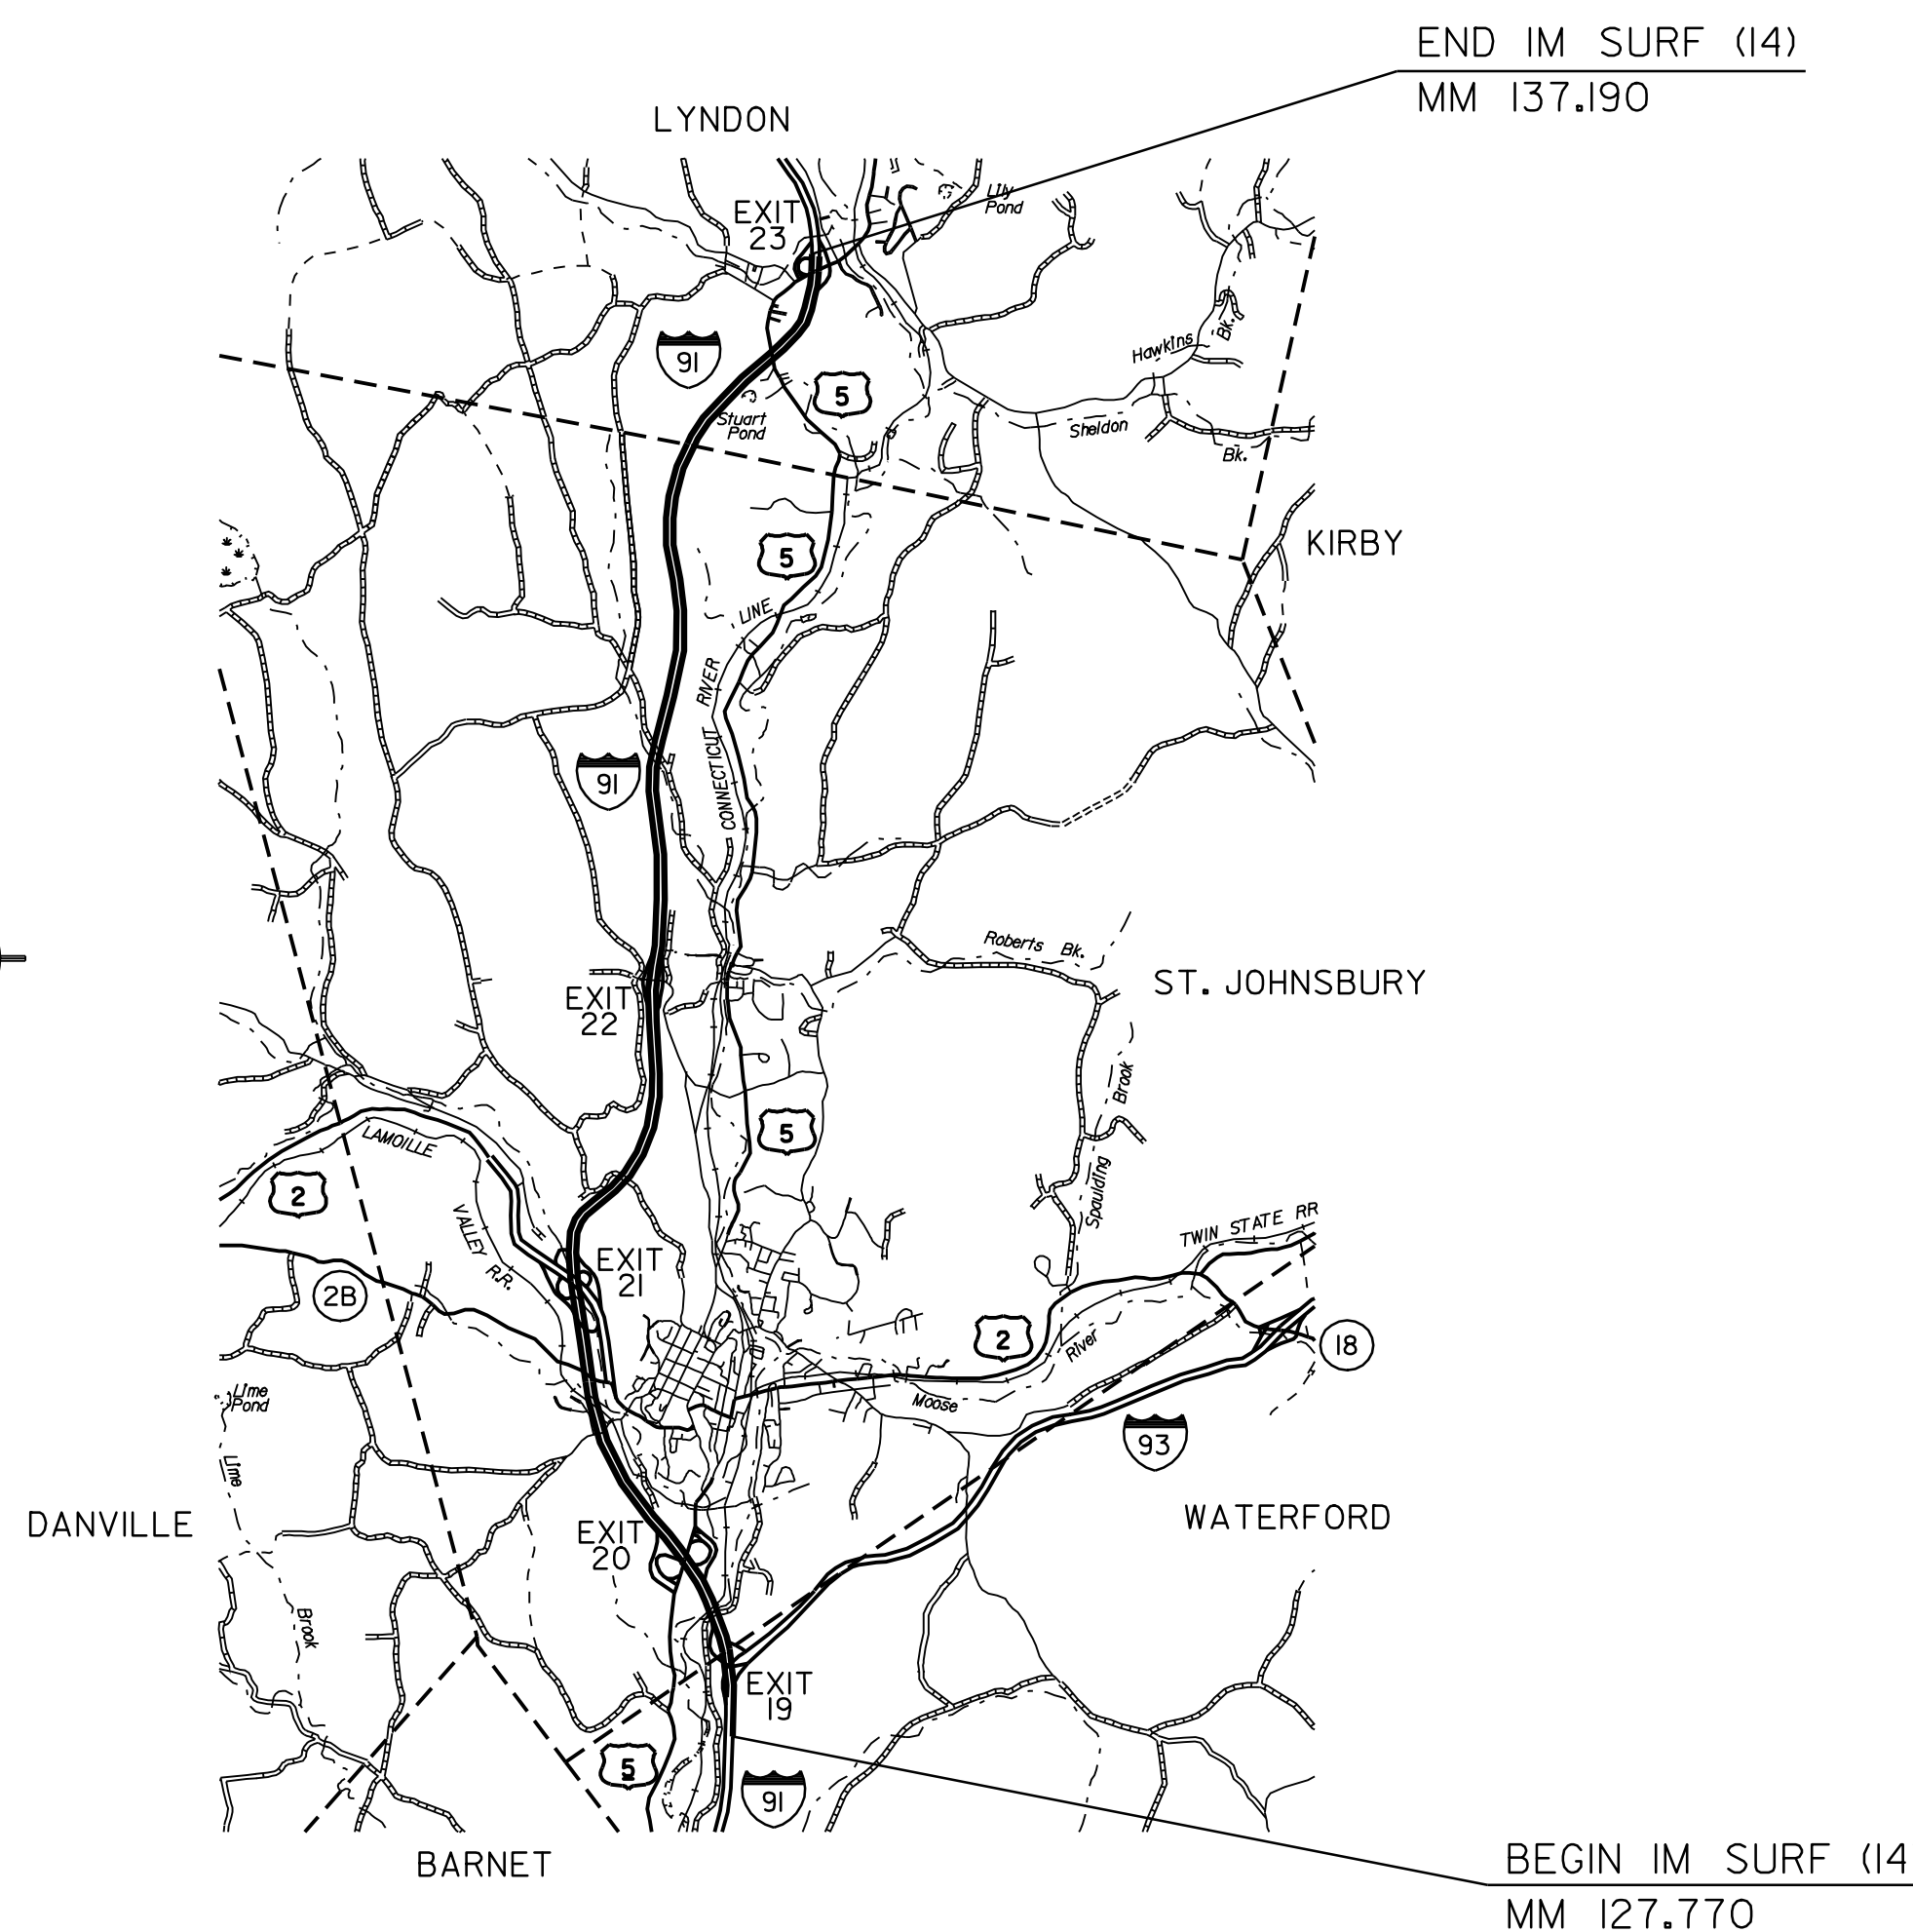 END IM SURF (14)
MM 137.190
LYNDON
Lily
Pond
EXIT
23
91
5
Hawkins
Bk.
Stuart
Pond
Sheldon
Bk.
5
KIRBY
LINE
RIVER
CONNECTICUT
91
Roberts Bk.
ST. JOHNSBURY
EXIT
22
Brook
5
LAMOILLE
2
Spaulding
VALLEY
R.R.
TWIN STATE RR
EXIT
21
2B
2
River
18
Lime
Pond
Moose
93
Lime
DANVILLE
WATERFORD
EXIT
20
Brook
EXIT
19
5
91
BARNET
BEGIN IM SURF (14
MM 127.770